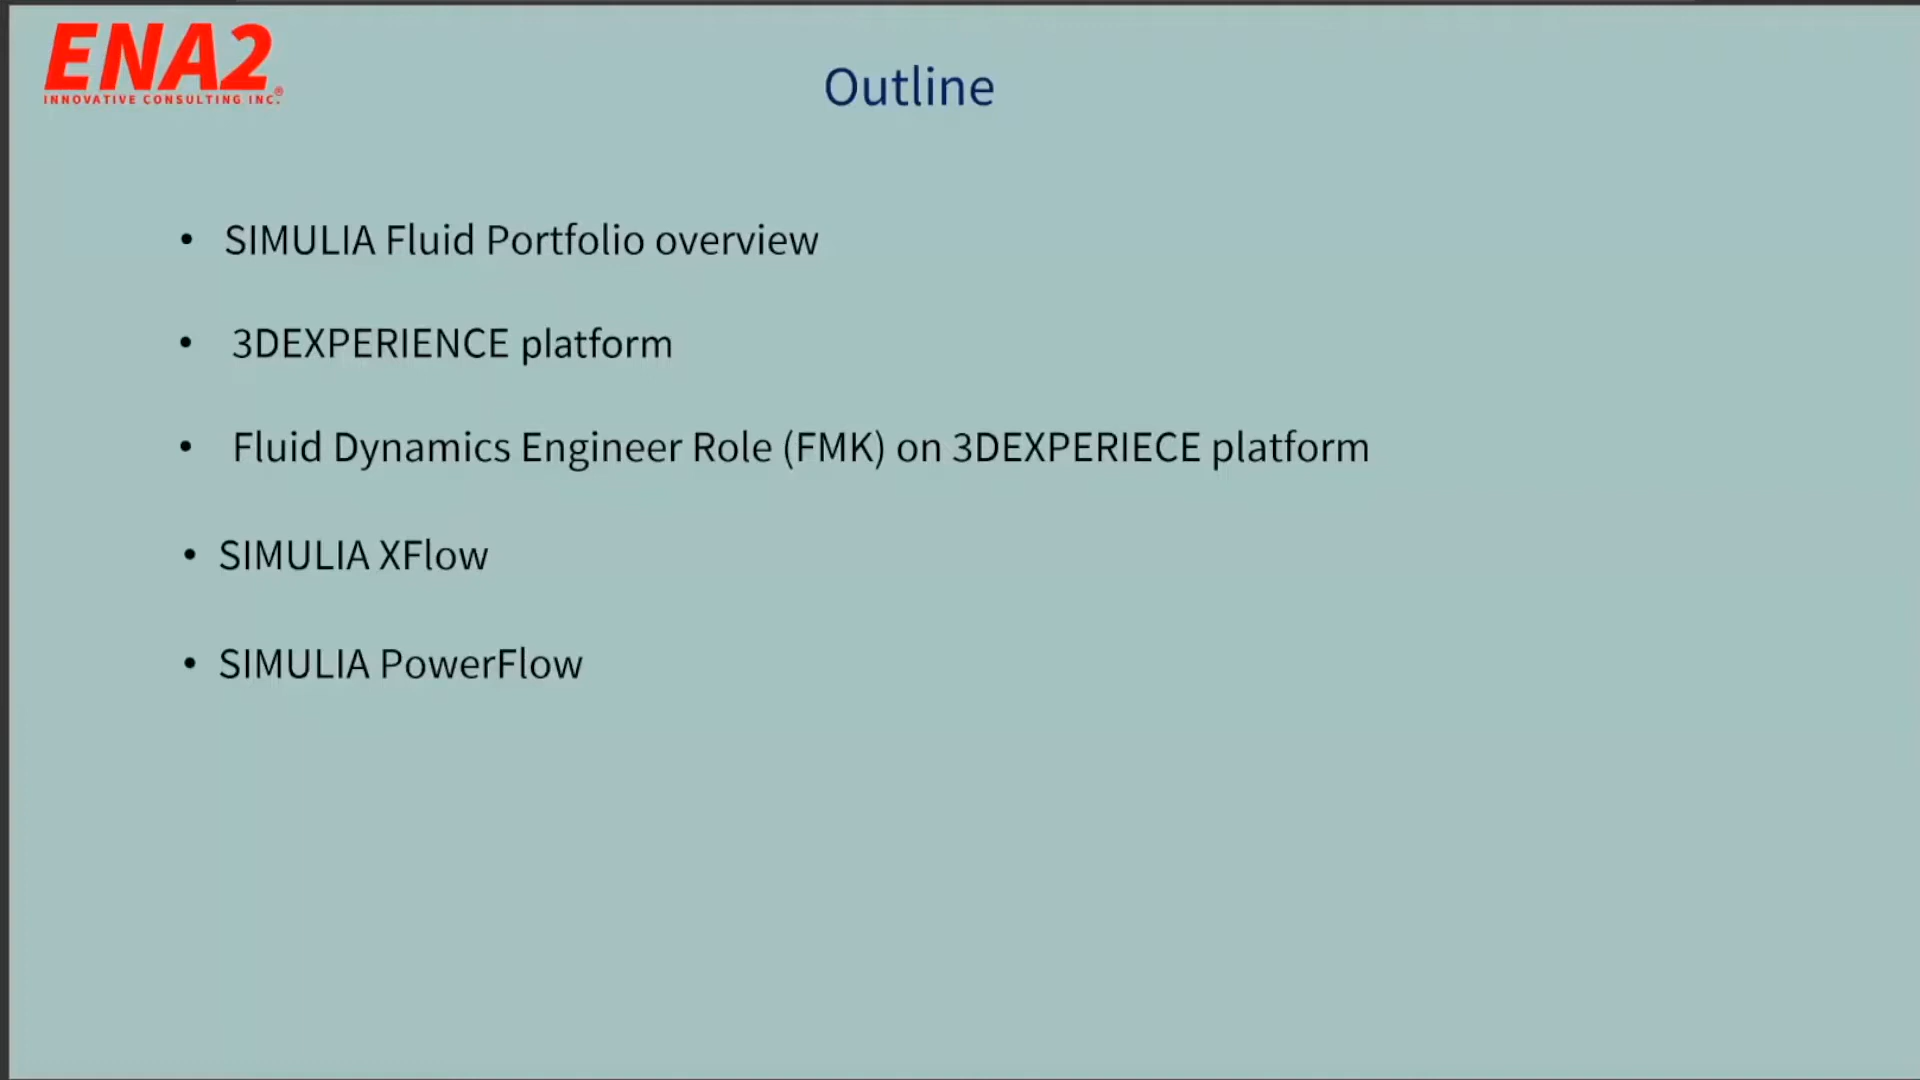 ENA2®
INNOVATIVE CONSULTING INC.
Outline
• SIMULIA Fluid Portfolio overview
• 3DEXPERIENCE platform
• Fluid Dynamics Engineer Role (FMK) on 3DEXPERIECE platform
• SIMULIA XFlow
• SIMULIA PowerFlow